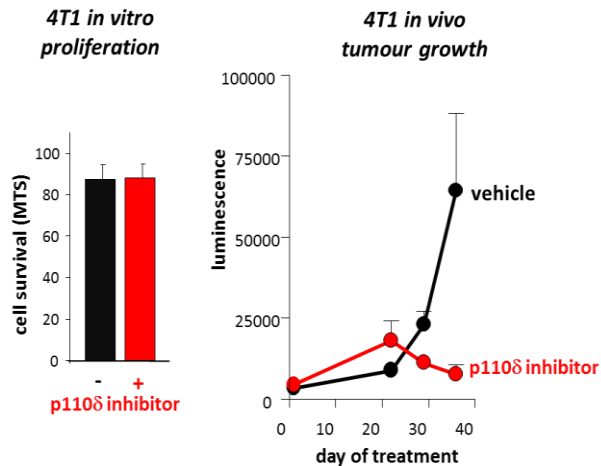 4T1 in vitro
proliferation
cell survival (MTS)
100
80
60
40
20
0
-
+
p110δ inhibitor
4T1 in vivo
tumour growth
luminescence
100000
75000
50000
25000
0
vehicle
p110δ inhibitor
0
10
20
30
40
day of treatment